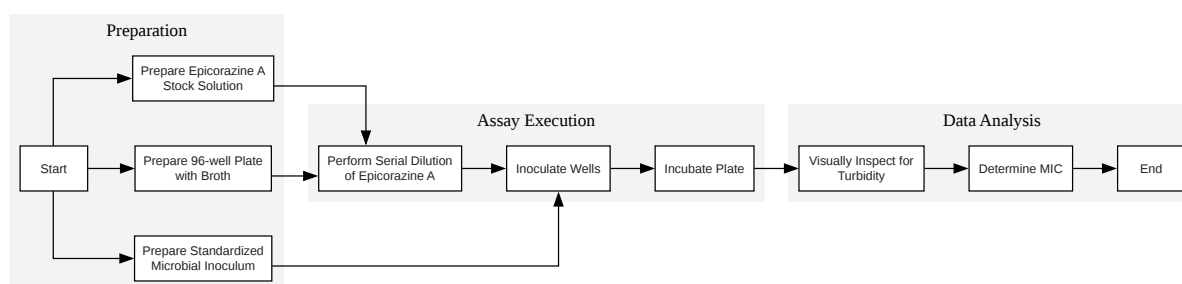 Preparation
Prepare Epicorazine A
Stock Solution
Start
Prepare 96-well Plate
with Broth
Prepare Standardized
Microbial Inoculum
Assay Execution
Perform Serial Dilution
of Epicorazine A
Inoculate Wells
Incubate Plate
Data Analysis
Visually Inspect for
Turbidity
Determine MIC
End